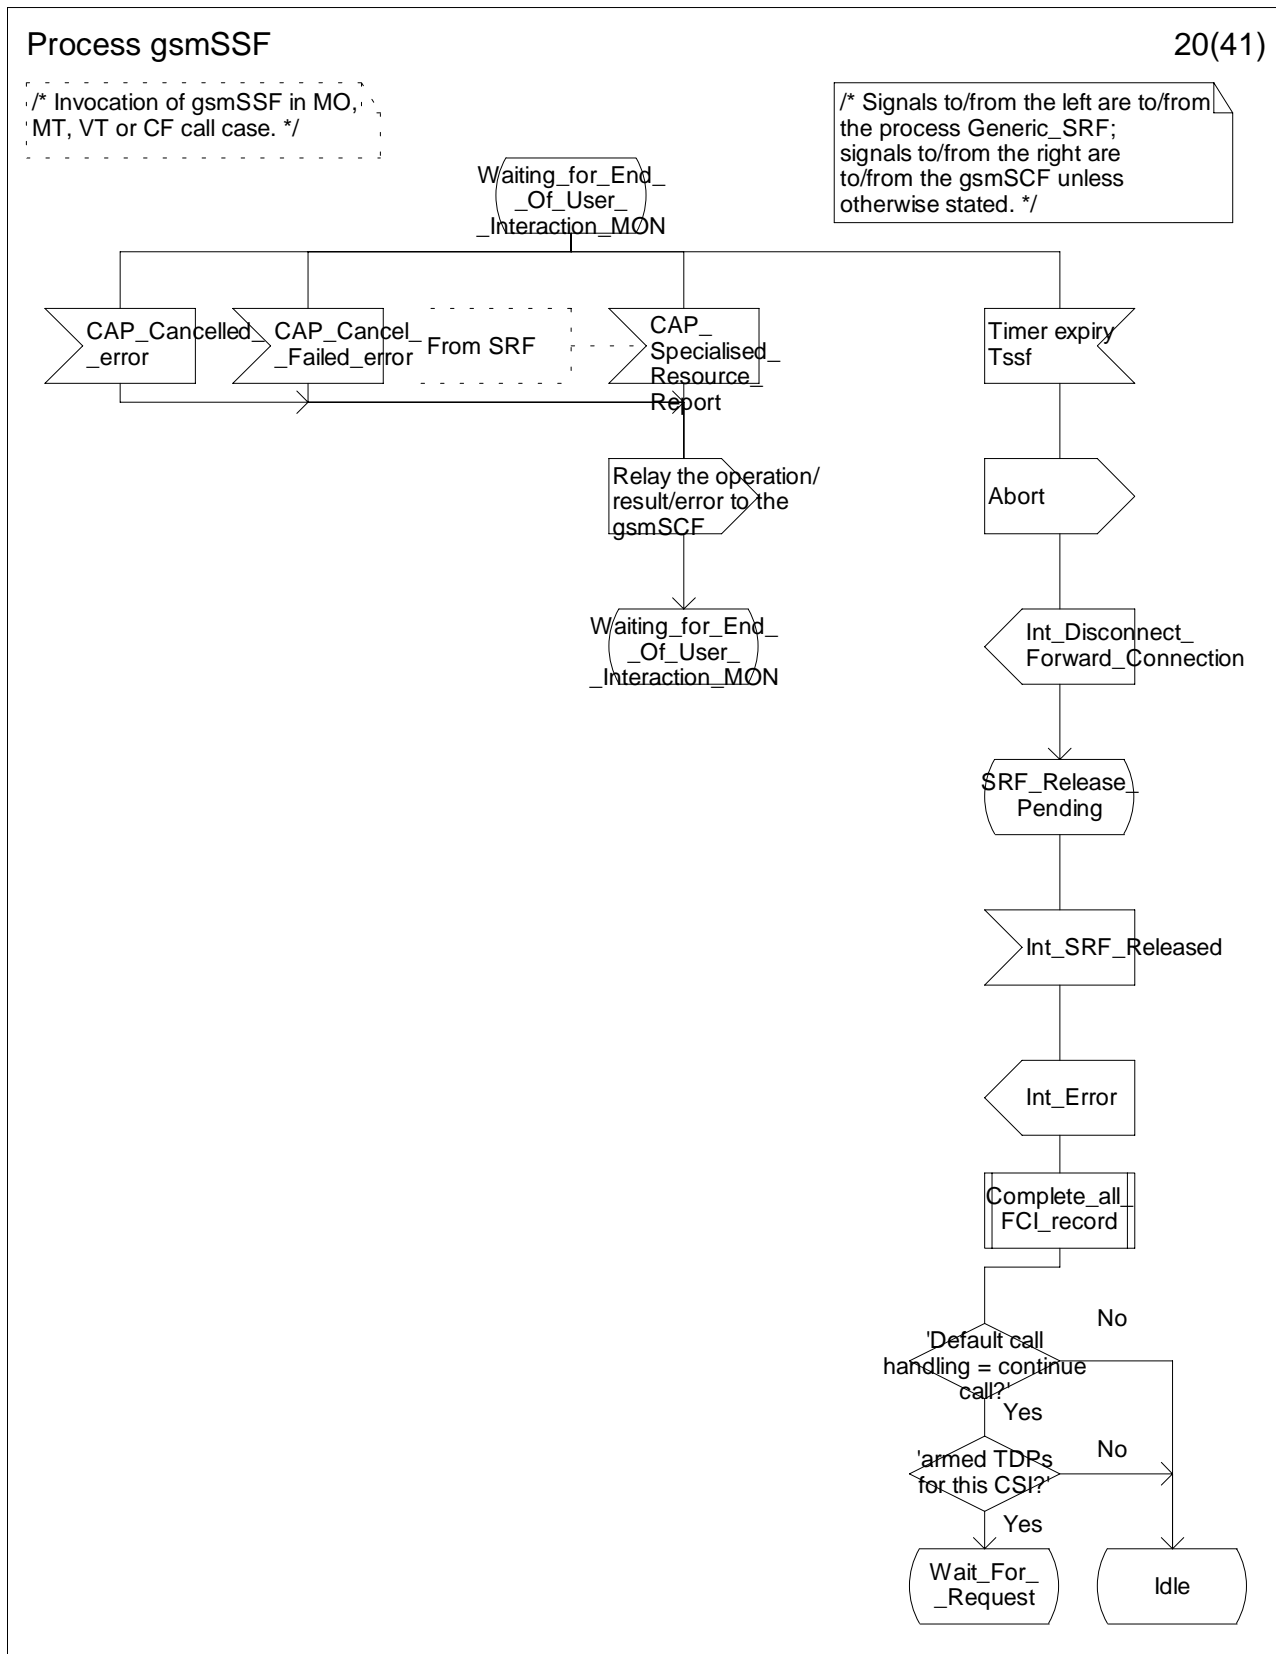 Process gsmSSF
20(41)
/* Invocation of gsmSSF in MO,
MT, VT or CF call case. */
/* Signals to/from the left are to/from
the process Generic_SRF;
signals to/from the right are
to/from the gsmSCF unless
otherwise stated. */
Waiting_for_End_
_Of_User_
_Interaction_MON
CAP_Cancelled_
_error
CAP_Cancel_
_Failed_error
From SRF
CAP_
Specialised_
Resource_
Report
Timer expiry
Tssf
Relay the operation/
result/error to the
gsmSCF
Abort
Waiting_for_End_
_Of_User_
_Interaction_MON
Int_Disconnect_
Forward_Connection
SRF_Release_
Pending
Int_SRF_Released
Int_Error
Complete_all_
FCI_record
No
'Default call
handling = continue
call?'
Yes
'armed TDPs
for this CSI?'
No
Yes
Wait_For_
_Request
Idle